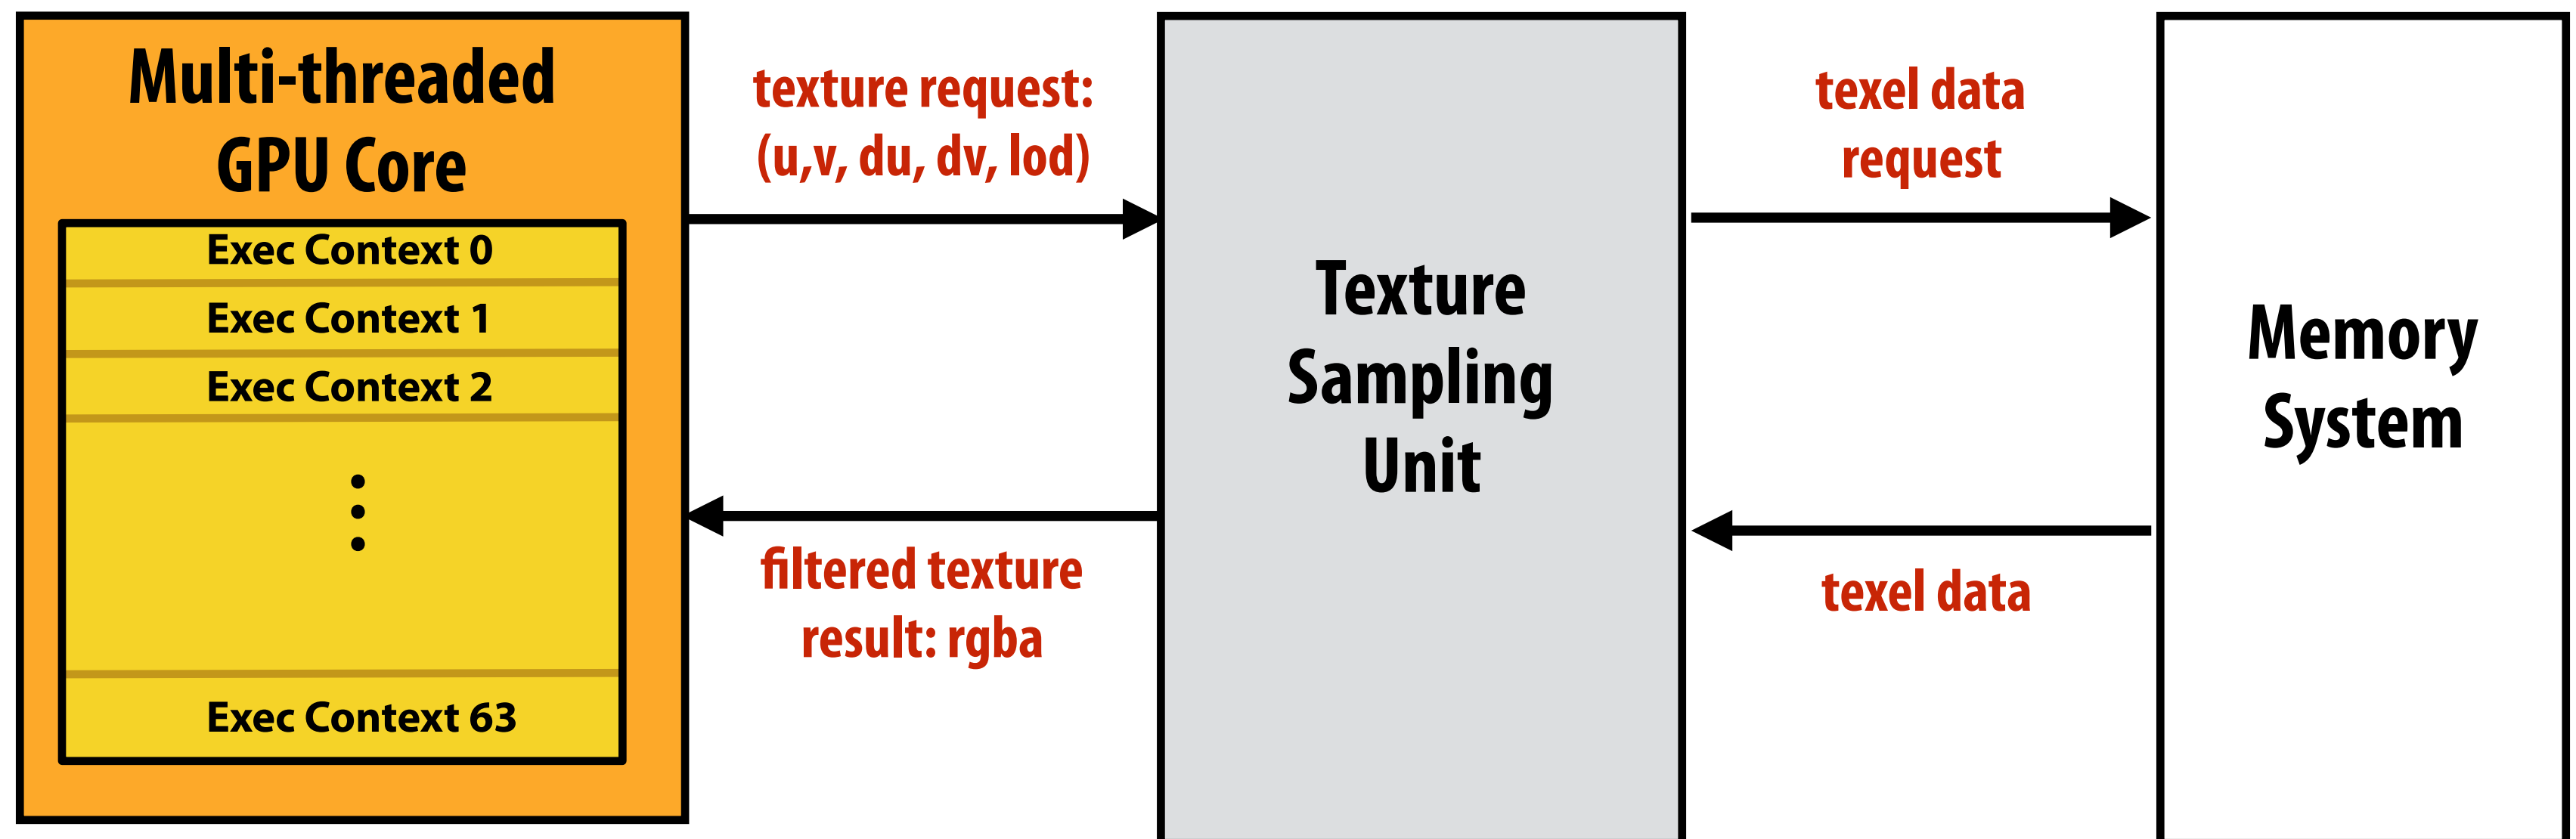 Multi-threaded
GPU Core
Exec Context 0
Exec Context 1
Exec Context 2
Exec Context 63
texture request:
(u,v, du, dv, lod)
filtered texture
result: rgba
Texture
Sampling
Unit
texel data
request
texel data
Memory
System